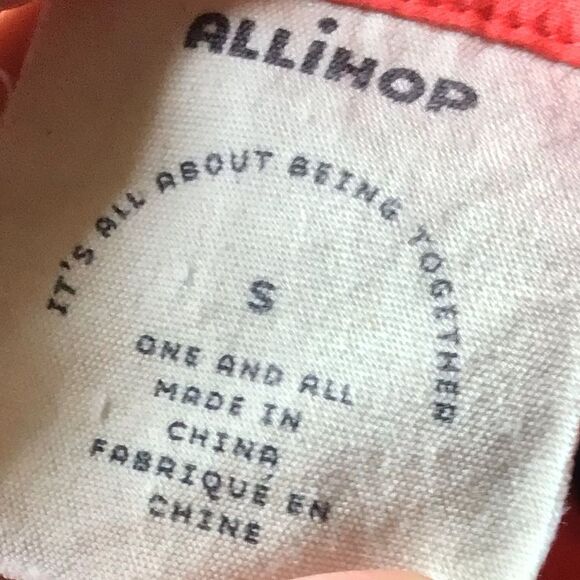 ALLiHOP
IT'S ALL ABOUT BEING TOGETHER
S
ONE AND ALL
MADE IN
CHINA
FABRIQUÉ EN
CHINE